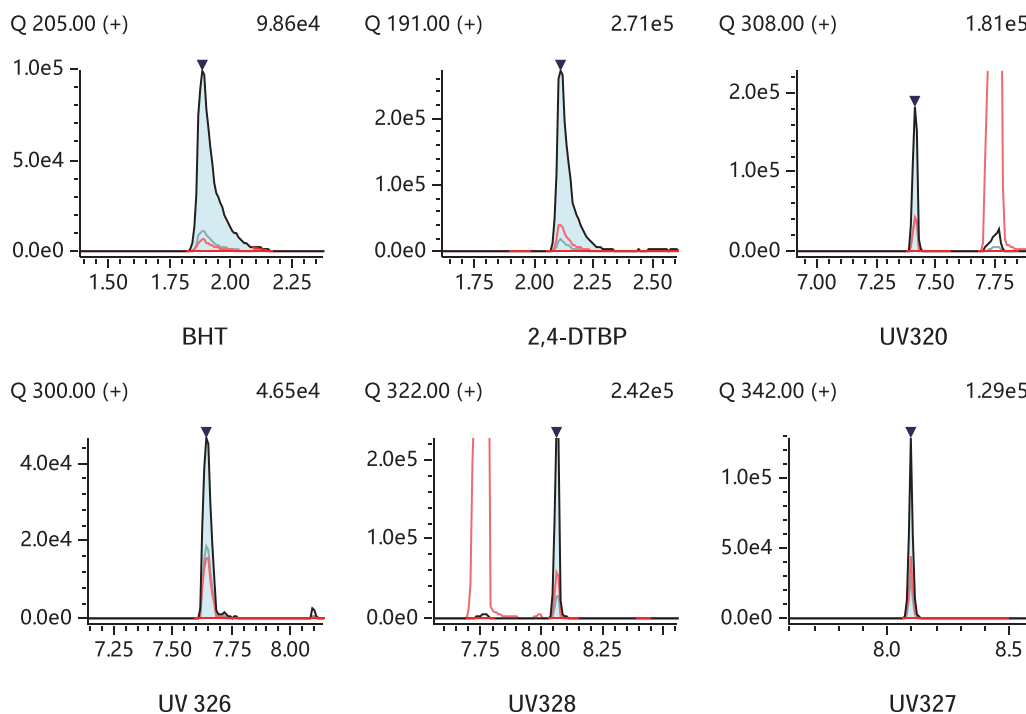 Q 205.00 (+) 9.86e4
1.0e5
5.0e4
0.0e0
1.50 1.75 2.00 2.25
BHT
Q 191.00 (+) 2.71e5
2.0e5
1.0e5
0.0e0
1.75 2.00 2.25 2.50
2,4-DTBP
Q 308.00 (+) 1.81e5
2.0e5
1.0e5
0.0e0
7.00 7.25 7.50 7.75
UV320
Q 300.00 (+) 4.65e4
4.0e4
2.0e4
0.0e0
7.25 7.50 7.75 8.00
UV 326
Q 322.00 (+) 2.42e5
2.0e5
1.0e5
0.0e0
7.75 8.00 8.25
UV328
Q 342.00 (+) 1.29e5
1.0e5
5.0e4
0.0e0
8.0 8.5
UV327